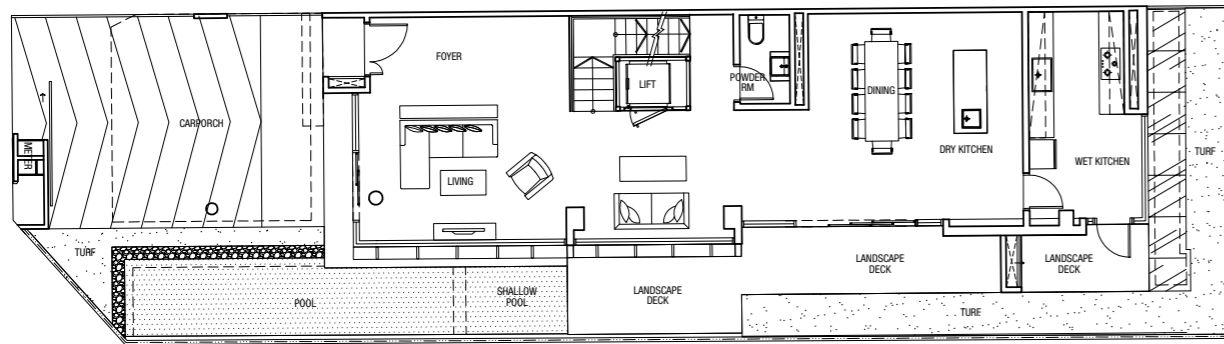 FOYER
LIFT
POWDER
RM
DINING
CARPORCH
METER
TURF
DRY KITCHEN
WET KITCHEN
LIVING
TURF
LANDSCAPE
DECK
LANDSCAPE
DECK
POOL
SHALLOW
POOL
LANDSCAPE
DECK
TURF